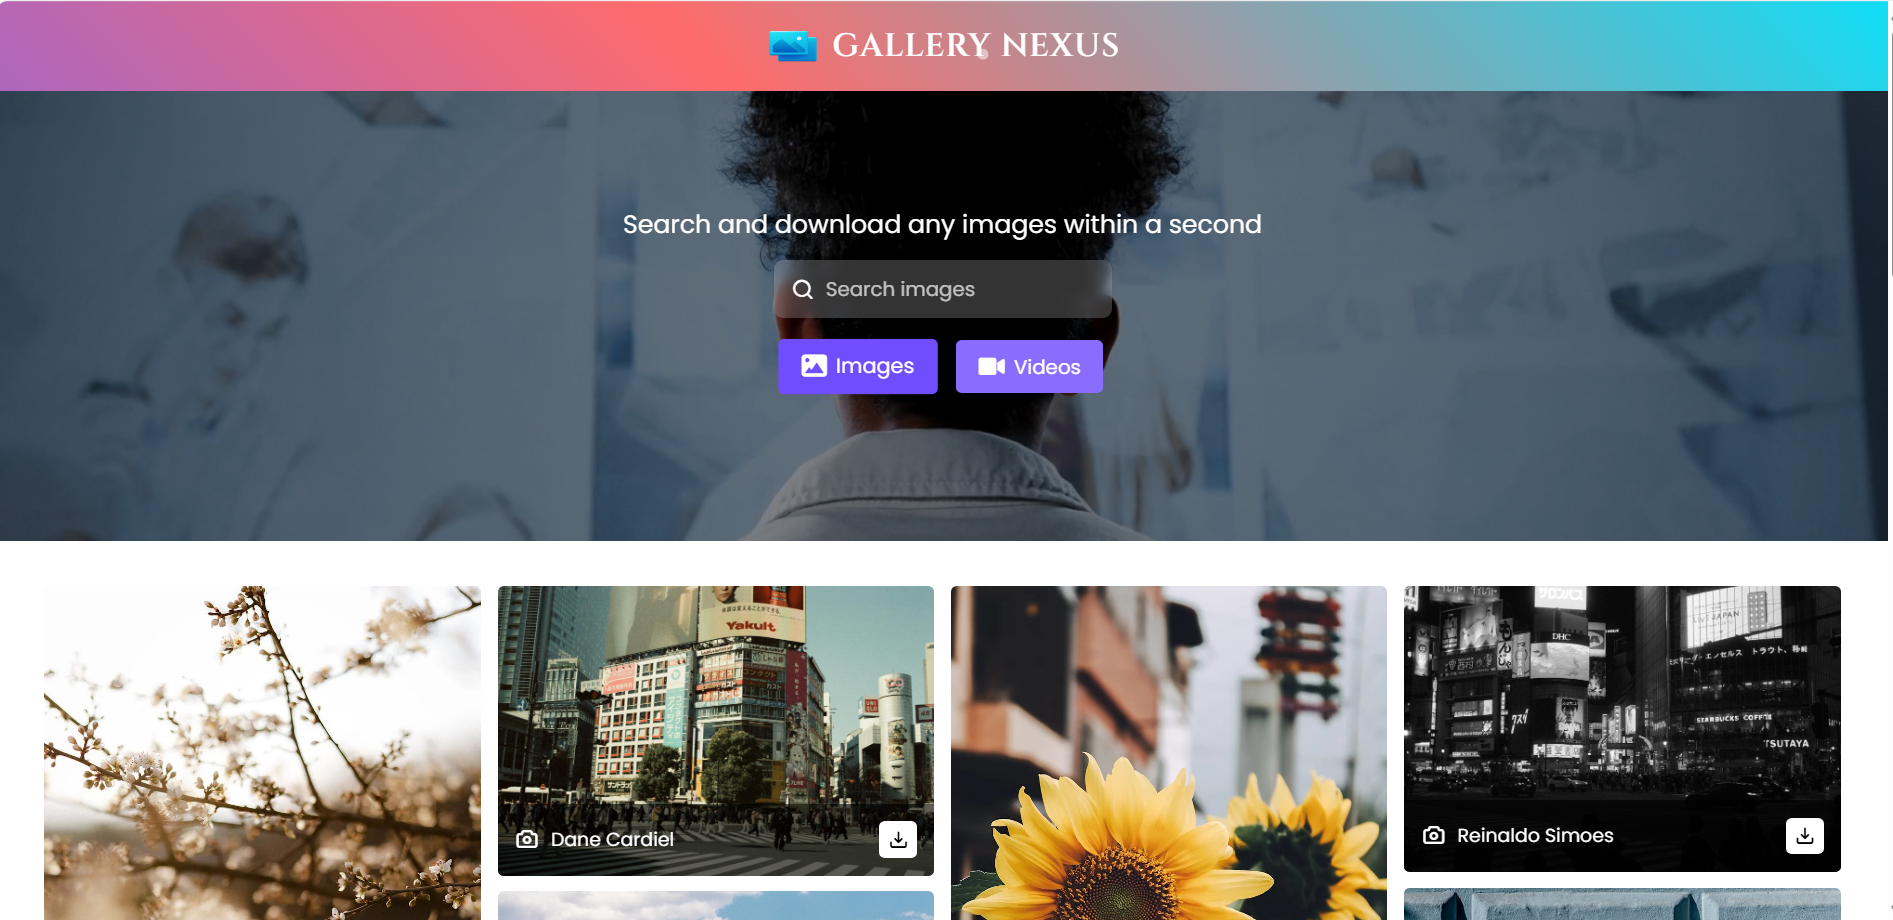 GALLERY NEXUS
Search and download any images within a second
Search images
Images
Videos
Yakult
Dane Cardiel
DHC
STARBUCKS COFFEE
TSUTAYA
Reinaldo Simoes